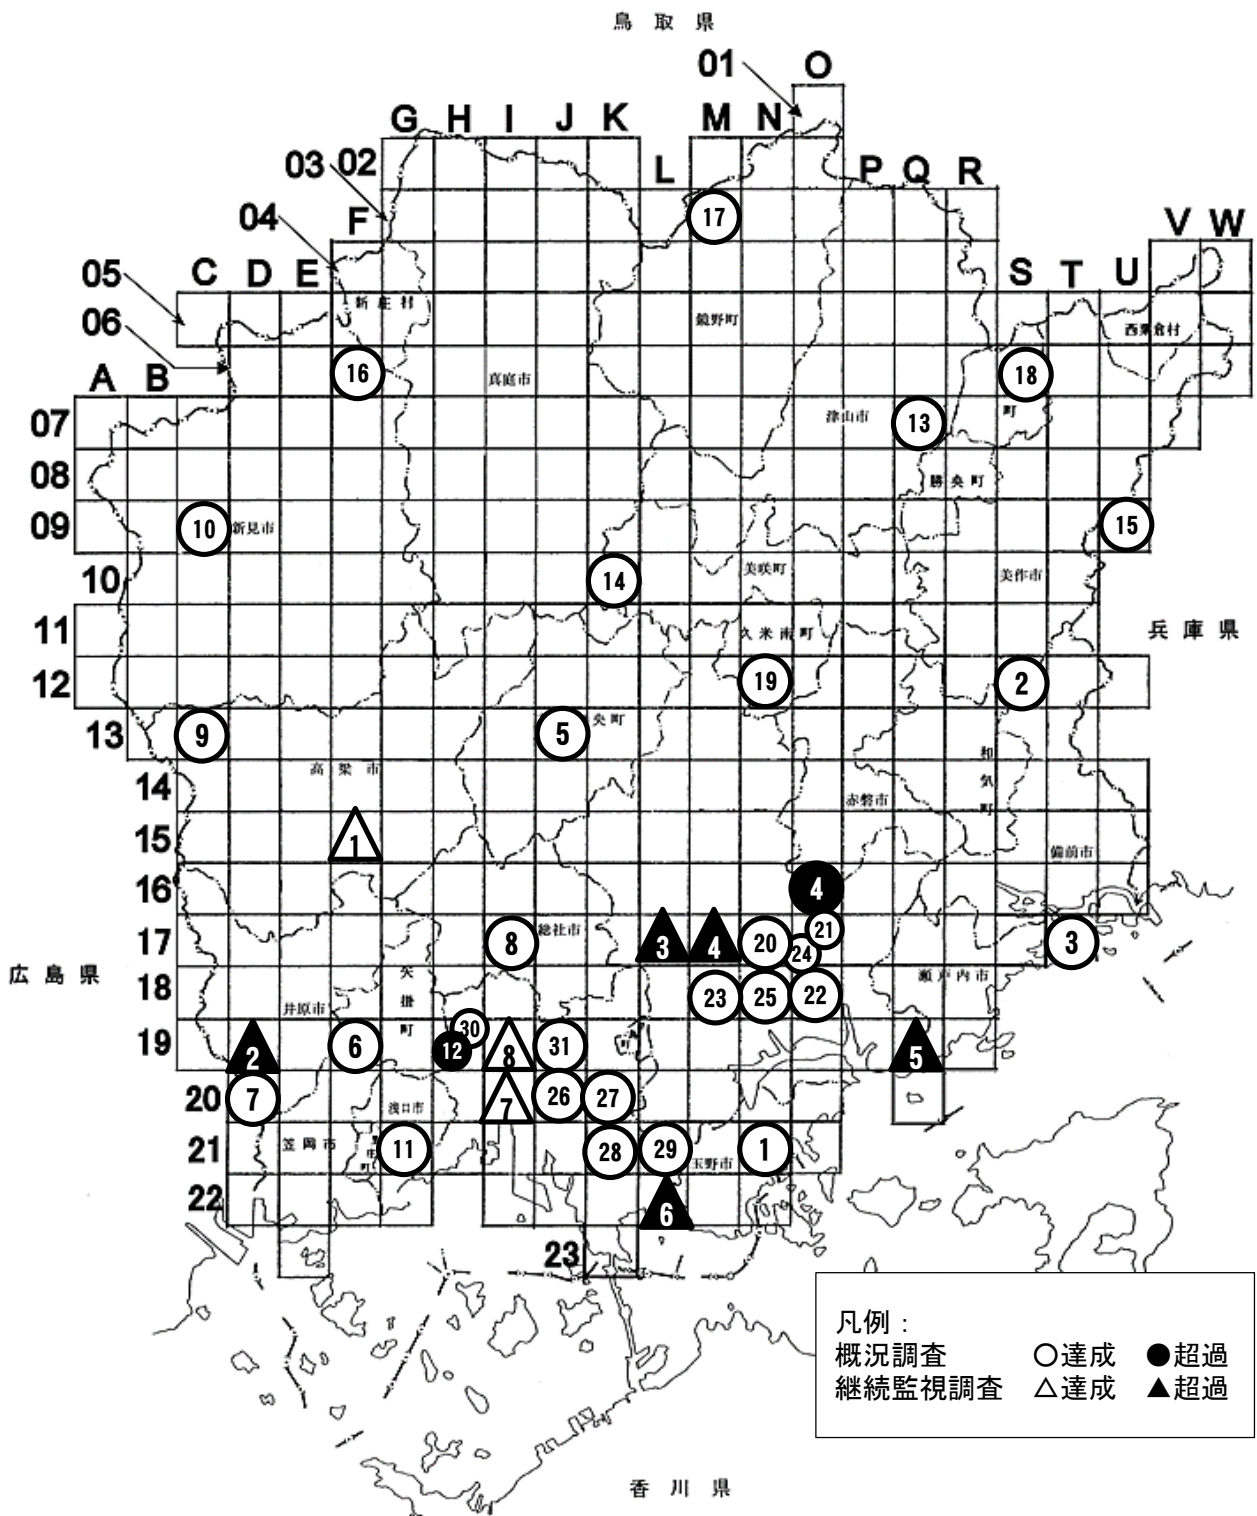 鳥取県
01 O
G H I J K M N
03 02 L P Q R
F 17
04 V W
05 C D E S T U
新庄村 鏡野町
06 西粟倉村
A B 16 真庭市 18
07 津山市 13 町
08 勝央町
09 10 新見市 15
10 14 美咲町 美作市
11 久米南町 兵庫県
12 19 2
13 9 5 央町
和気町
14 高梁市 赤磐市
15 1 備前市
16 4
17 8 総社市 3 4 20 21 24 3
広島県 矢掛町 瀬戸内市
18 井原市 23 25 22
19 2 6 30 12 8 31 5
20 7 浅口市 7 26 27
21 笠岡市 11 28 29 玉野市 1
22 6
23
凡例:
概況調査 ○達成 ●超過
継続監視調査 △達成 ▲超過
香川県